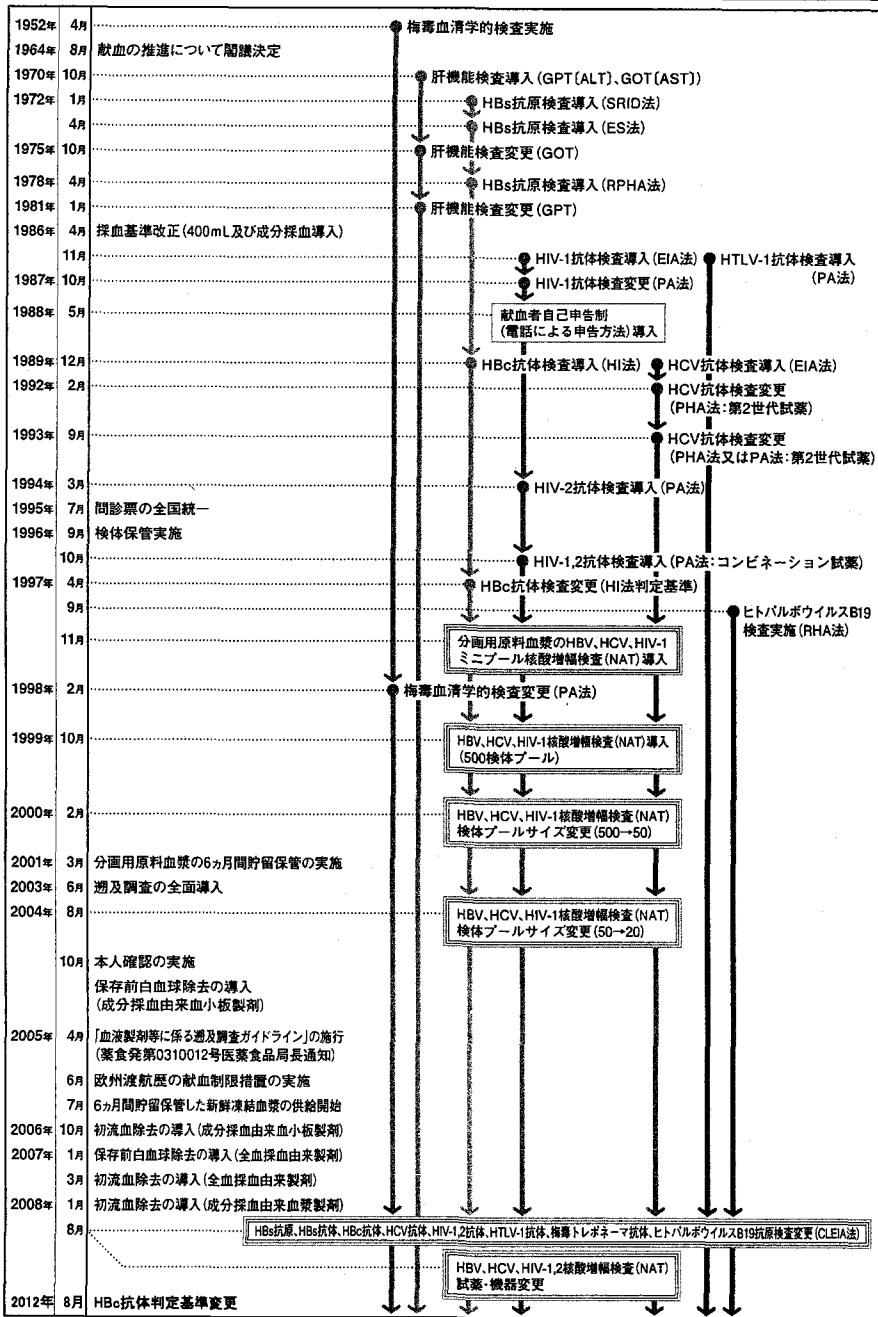 1952年 4月 梅毒血清学的検査実施
1964年 8月 献血の推進について閣議決定
1970年 10月 肝機能検査導入(GPT〔ALT〕、GOT〔AST〕)
1972年 1月 HBs抗原検査導入(SRID法)
4月 HBs抗原検査導入(ES法)
1975年 10月 肝機能検査変更(GOT)
1978年 4月 HBs抗原検査導入(RPHA法)
1981年 1月 肝機能検査変更(GPT)
1986年 4月 採血基準改正(400mL及び成分採血導入)
11月 HIV-1抗体検査導入(EIA法) HTLV-1抗体検査導入
(PA法)
1987年 10月 HIV-1抗体検査変更(PA法)
1988年 5月 献血者自己申告制
(電話による申告方法)導入
1989年 12月 HBc抗体検査導入(HI法) HCV抗体検査導入(EIA法)
1992年 2月 HCV抗体検査変更
(PHA法:第2世代試薬)
1993年 9月 HCV抗体検査変更
(PHA法又はPA法:第2世代試薬)
1994年 3月 HIV-2抗体検査導入(PA法)
1995年 7月 問診票の全国統一
1996年 9月 検体保管実施
10月 HIV-1,2抗体検査導入(PA法:コンビネーション試薬)
1997年 4月 HBc抗体検査変更(HI法判定基準)
9月 ヒトパルボウイルスB19
検査実施(RHA法)
11月 分画用原料血漿のHBV、HCV、HIV-1
ミニプール核酸増幅検査(NAT)導入
1998年 2月 梅毒血清学的検査変更(PA法)
1999年 10月 HBV、HCV、HIV-1核酸増幅検査(NAT)導入
(500検体プール)
2000年 2月 HBV、HCV、HIV-1核酸増幅検査(NAT)
検体プールサイズ変更(500→50)
2001年 3月 分画用原料血漿の6ヵ月間貯留保管の実施
2003年 6月 遡及調査の全面導入
2004年 8月 HBV、HCV、HIV-1核酸増幅検査(NAT)
検体プールサイズ変更(50→20)
10月 本人確認の実施
保存前白血球除去の導入
(成分採血由来血小板製剤)
2005年 4月 「血液製剤等に係る遡及調査ガイドライン」の施行
(薬食発第0310012号医薬食品局長通知)
6月 欧州渡航歴の献血制限措置の実施
7月 6ヵ月間貯留保管した新鮮凍結血漿の供給開始
2006年 10月 初流血除去の導入(成分採血由来血小板製剤)
2007年 1月 保存前白血球除去の導入(全血採血由来製剤)
3月 初流血除去の導入(全血採血由来製剤)
2008年 1月 初流血除去の導入(成分採血由来血漿製剤)
8月 HBs抗原、HBs抗体、HBc抗体、HCV抗体、HIV-1,2抗体、HTLV-1抗体、梅毒トレポネーマ抗体、ヒトパルボウイルスB19抗原検査変更(CLEIA法)
HBV、HCV、HIV-1,2核酸増幅検査(NAT)
試薬・機器変更
2012年 8月 HBc抗体判定基準変更